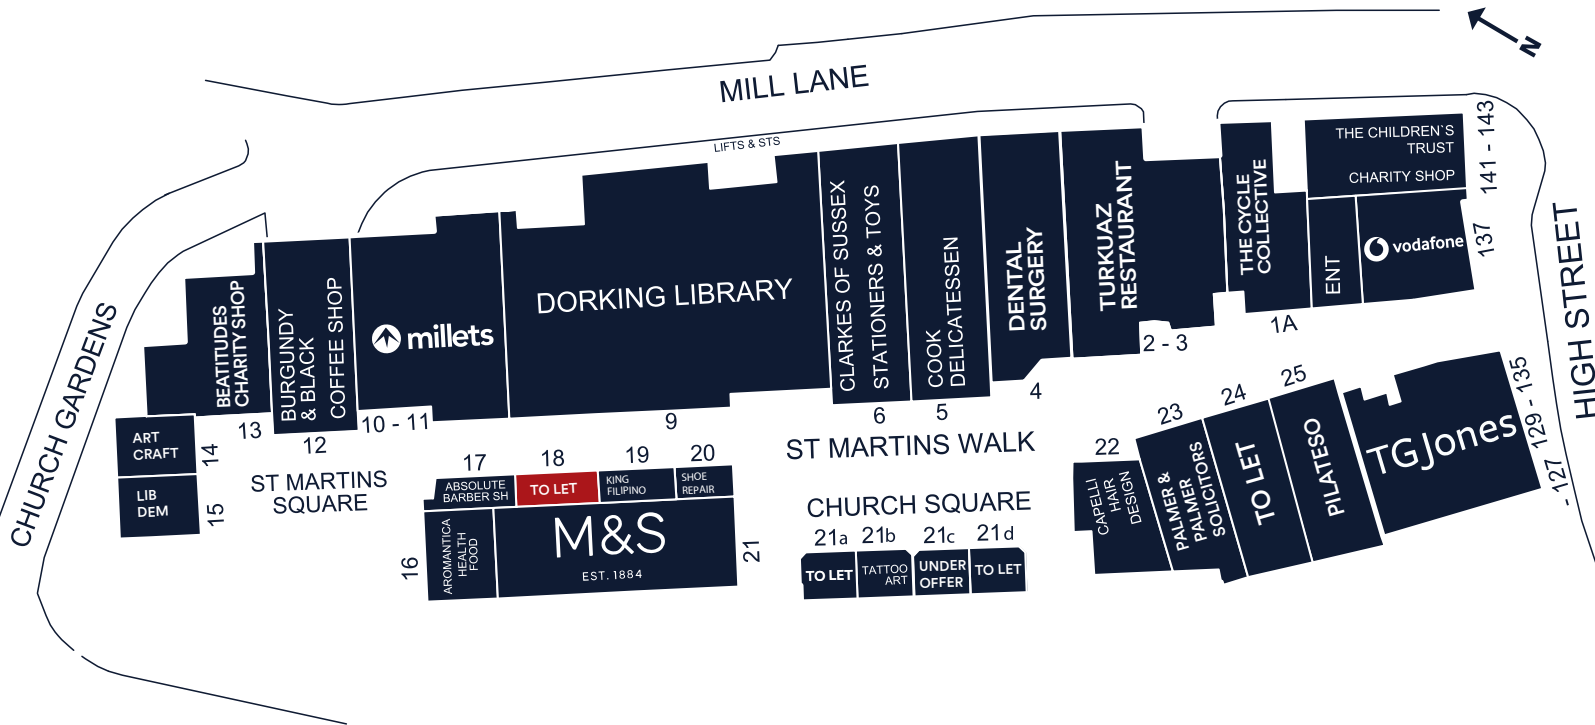 N
MILL LANE
LIFTS & STS
CHURCH GARDENS
HIGH STREET
BEATITUDES
CHARITY SHOP
13
BURGUNDY
& BLACK
COFFEE SHOP
12
millets
10 - 11
DORKING LIBRARY
9
CLARKES OF SUSSEX
STATIONERS & TOYS
6
COOK
DELICATESSEN
5
DENTAL
SURGERY
4
TURKUAZ
RESTAURANT
2 - 3
THE CYCLE
COLLECTIVE
1A
THE CHILDREN`S
TRUST
CHARITY SHOP
141 - 143
ENT
vodafone
137
ART
CRAFT
14
LIB
DEM
15
ST MARTINS
SQUARE
17
ABSOLUTE
BARBER SH
18
TO LET
19
KING
FILIPINO
20
SHOE
REPAIR
16
AROMANTICA
HEALTH
FOOD
M&S
EST. 1884
21
ST MARTINS WALK
CHURCH SQUARE
21a
TO LET
21b
TATTOO
ART
21c
UNDER
OFFER
21 d
TO LET
22
CAPELLI
HAIR
DESIGN
23
PALMER &
PALMER
SOLICITORS
24
TO LET
25
PILATESO
TGJones
- 127 129 - 135